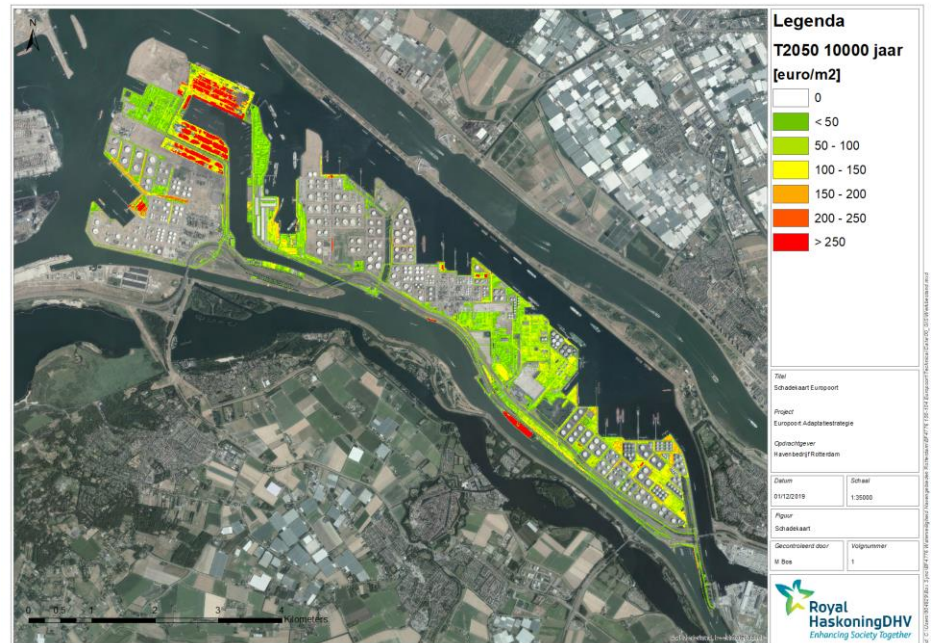 N
Legenda
T2050 10000 jaar
[euro/m2]
0
< 50
50 - 100
100 - 150
150 - 200
200 - 250
> 250
Titel
Schadekaart Europoort
Project
Europoort Adaptatiestrategie
Opdrachtgever
Havenbedrijf Rotterdam
Datum
01/12/2019
Schaal
1:35000
Figuur
Schadekaart
Gecontroleerd door
M Bos
Volgnummer
1
Royal
HaskoningDHV
Enhancing Society Together
0 0.5 1 2 3 4
Kilometers